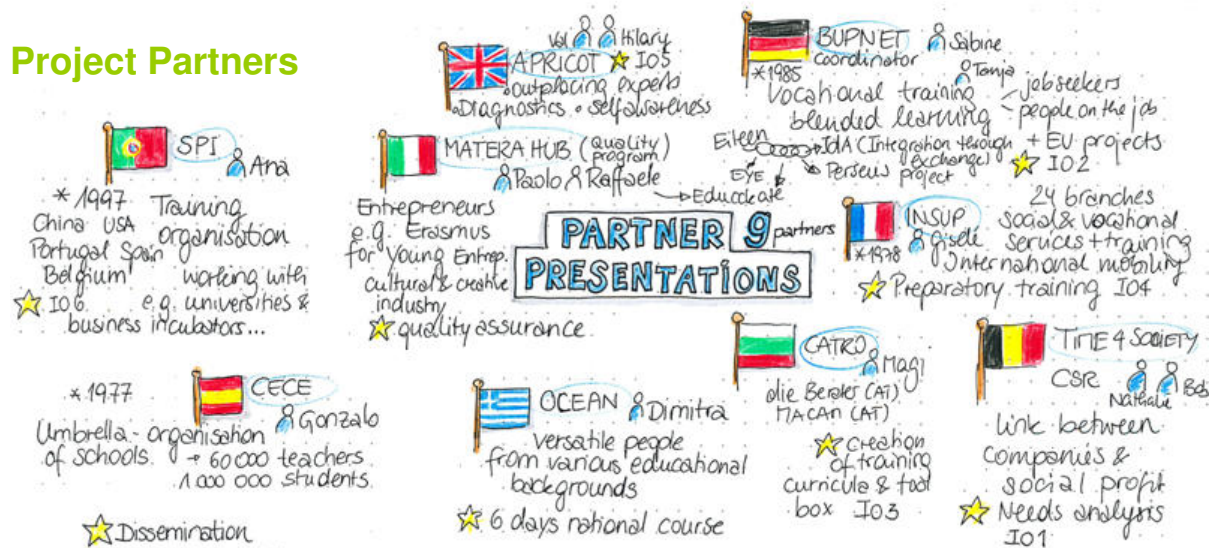 Project Partners
SPI
Ana
* 1997 Training
China USA organisation
Portugal Spain
Belgium working with
IO6 e.g. universities &
business incubators...
Val Hilary
APRICOT IO5
• outplacing experts
• Diagnostics • selfawareness
MATERA HUB (quality
program)
Paolo Raffaele
Entrepreneurs
e.g. Erasmus
for Young Entrep.
cultural & creative
industry
quality assurance
BUPNET Sabine
coordinator
* 1985 Tanja
Vocational training jobseekers
blended learning people on the job
+ EU projects
IO2
Eileen IdA (Integration through
exchange)
EYE Perseus project
Educckate
PARTNER 9 partners
PRESENTATIONS
INSUP
Gisele
* 1978
24 branches
social & vocational
services + training
International mobility
Preparatory training IO4
* 1977 CECE
Gonzalo
Umbrella - organisation
of schools. → 60 000 teachers
1 000 000 students.
Dissemination
OCEAN Dimitra
versatile people
from various educational
backgrounds
6 days national course
CATRO
Magi
die Berater (AT)
MACAN (AT)
creation
of training
curricula & tool
box IO3
TIME 4 SOCIETY
CSR
Nathalie Bob
Link between
companies &
social profit
Needs analysis
IO1